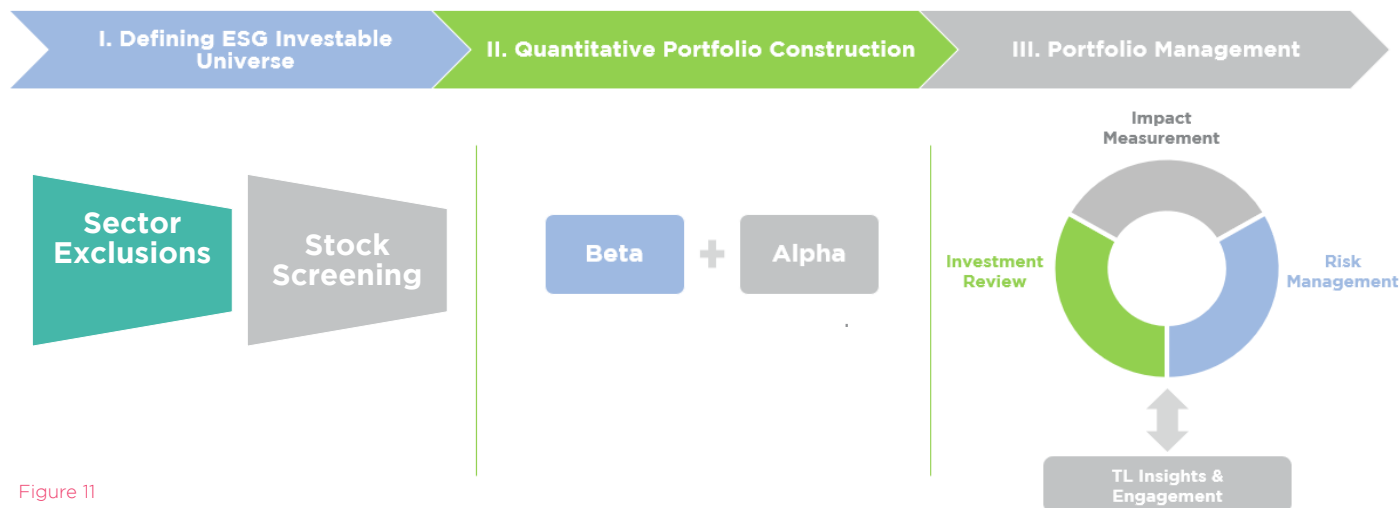 I. Defining ESG Investable
Universe
II. Quantitative Portfolio Construction
III. Portfolio Management
Sector
Exclusions
Stock
Screening
Beta
+
Alpha
.
Impact
Measurement
Investment
Review
Risk
Management
TL Insights &
Engagement
Figure 11